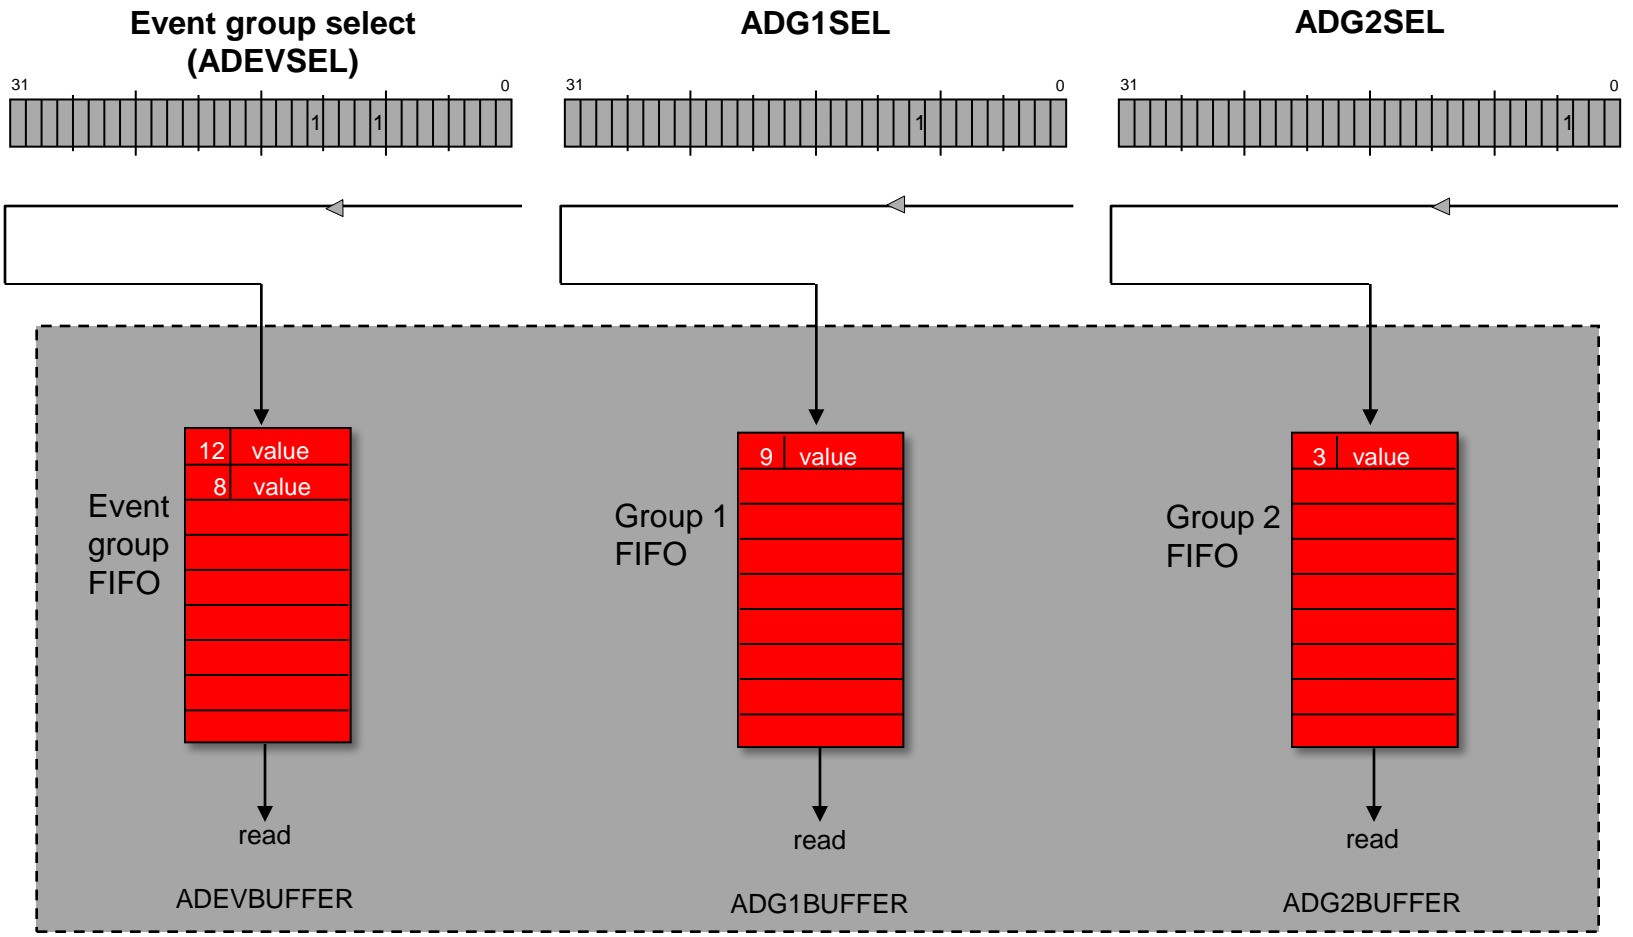 Event group select
(ADEVSEL)
ADG1SEL
ADG2SEL
31 0
31 0
31 0
1 1
1
1
12 value
8 value
9 value
3 value
Event
group
FIFO
Group 1
FIFO
Group 2
FIFO
read
read
read
ADEVBUFFER
ADG1BUFFER
ADG2BUFFER